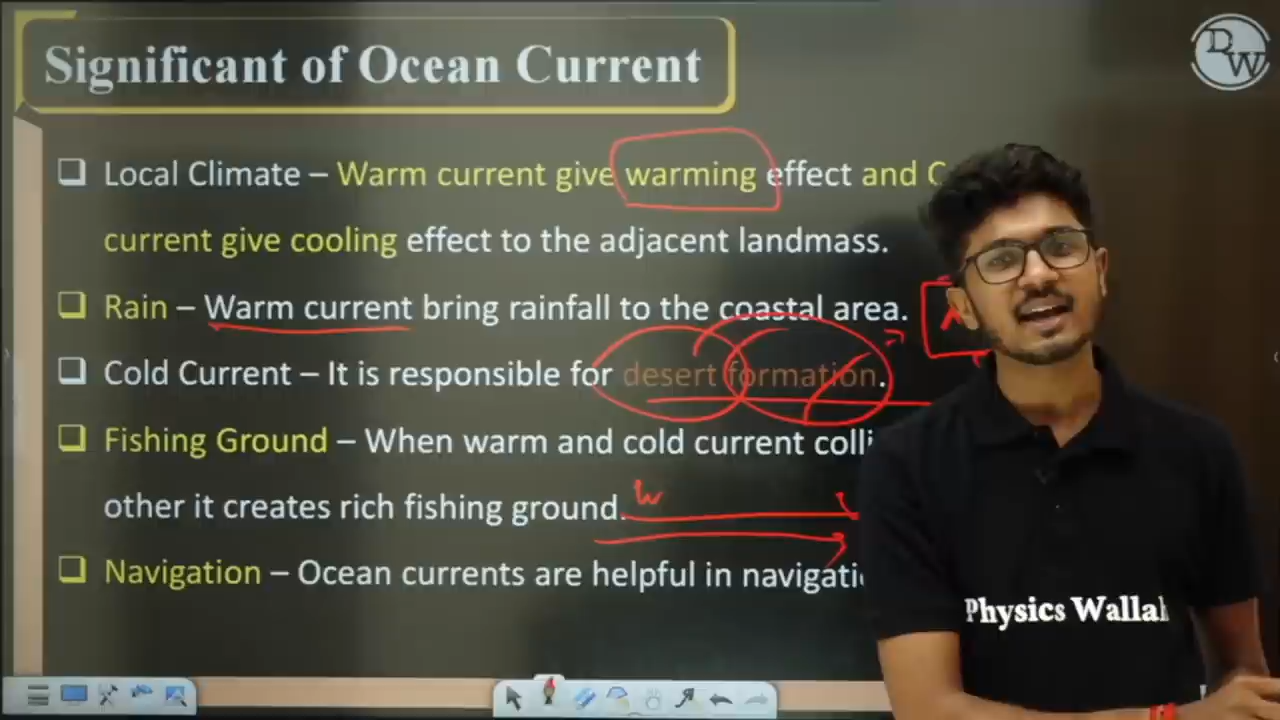 Significant of Ocean Current
PW
❑ Local Climate – Warm current give warming effect and C
current give cooling effect to the adjacent landmass.
❑ Rain – Warm current bring rainfall to the coastal area.
A
❑ Cold Current – It is responsible for desert formation.
❑ Fishing Ground – When warm and cold current colli
other it creates rich fishing ground.
W
❑ Navigation – Ocean currents are helpful in navigati
Physics Wallah